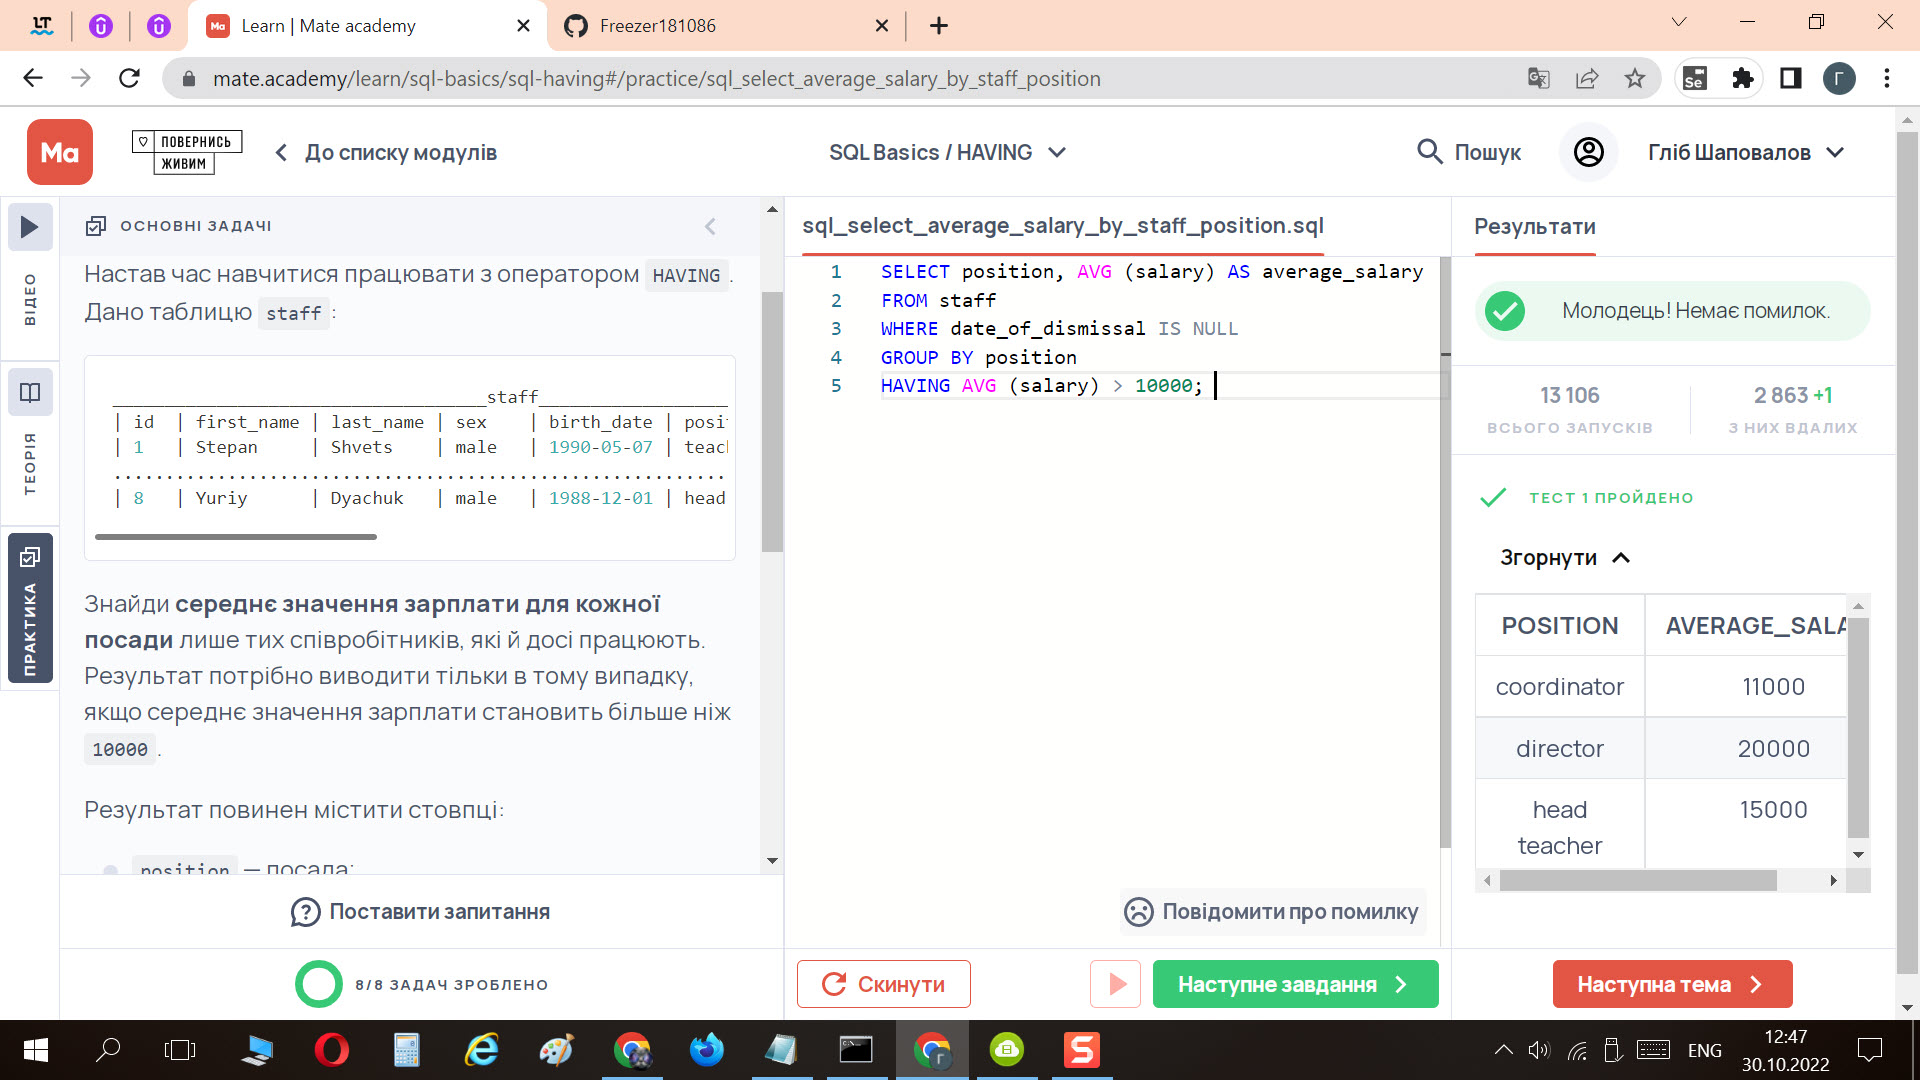 LT
Ma Learn | Mate academy
Freezer181086
mate.academy/learn/sql-basics/sql-having#/practice/sql_select_average_salary_by_staff_position
Se
Г
Ma
ПОВЕРНИСЬ
ЖИВИМ
До списку модулів
SQL Basics / HAVING
Пошук
Гліб Шаповалов
ВІДЕО
ТЕОРІЯ
ПРАКТИКА
ОСНОВНІ ЗАДАЧІ
Настав час навчитися працювати з оператором HAVING.
Дано таблицю staff:
staff
| id | first_name | last_name | sex | birth_date | posi
| 1 | Stepan | Shvets | male | 1990-05-07 | teac
| 8 | Yuriy | Dyachuk | male | 1988-12-01 | head
Знайди середнє значення зарплати для кожної
посади лише тих співробітників, які й досі працюють.
Результат потрібно виводити тільки в тому випадку,
якщо середнє значення зарплати становить більше ніж
10000.
Результат повинен містити стовпці:
position — посада;
Поставити запитання
8/8 ЗАДАЧ ЗРОБЛЕНО
sql_select_average_salary_by_staff_position.sql
1 SELECT position, AVG (salary) AS average_salary
2 FROM staff
3 WHERE date_of_dismissal IS NULL
4 GROUP BY position
5 HAVING AVG (salary) > 10000;
Повідомити про помилку
Скинути
Наступне завдання
Результати
Молодець! Немає помилок.
13 106
ВСЬОГО ЗАПУСКІВ
2 863 +1
З НИХ ВДАЛИХ
ТЕСТ 1 ПРОЙДЕНО
Згорнути
POSITION AVERAGE_SALA
coordinator 11000
director 20000
head teacher 15000
Наступна тема
ENG
12:47
30.10.2022